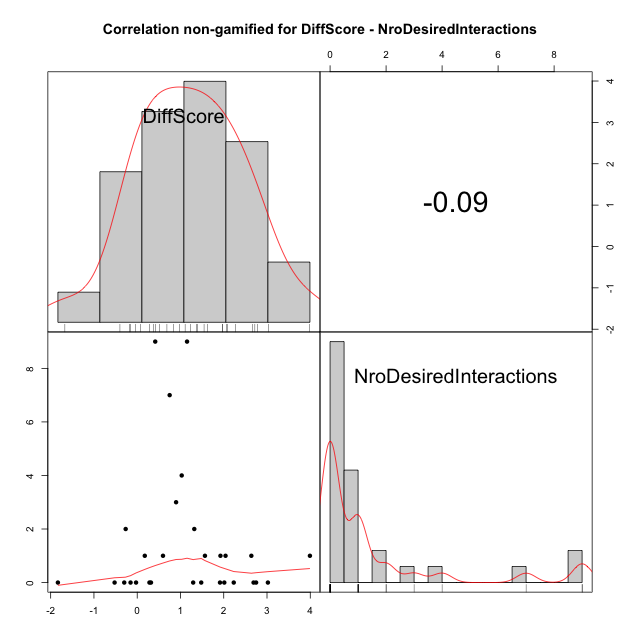 Correlation non-gamified for DiffScore - NroDesiredInteractions
0 2 4 6 8
DiffScore
-0.09
4
3
2
1
0
-1
-2
8
6
4
2
0
NroDesiredInteractions
-2 -1 0 1 2 3 4